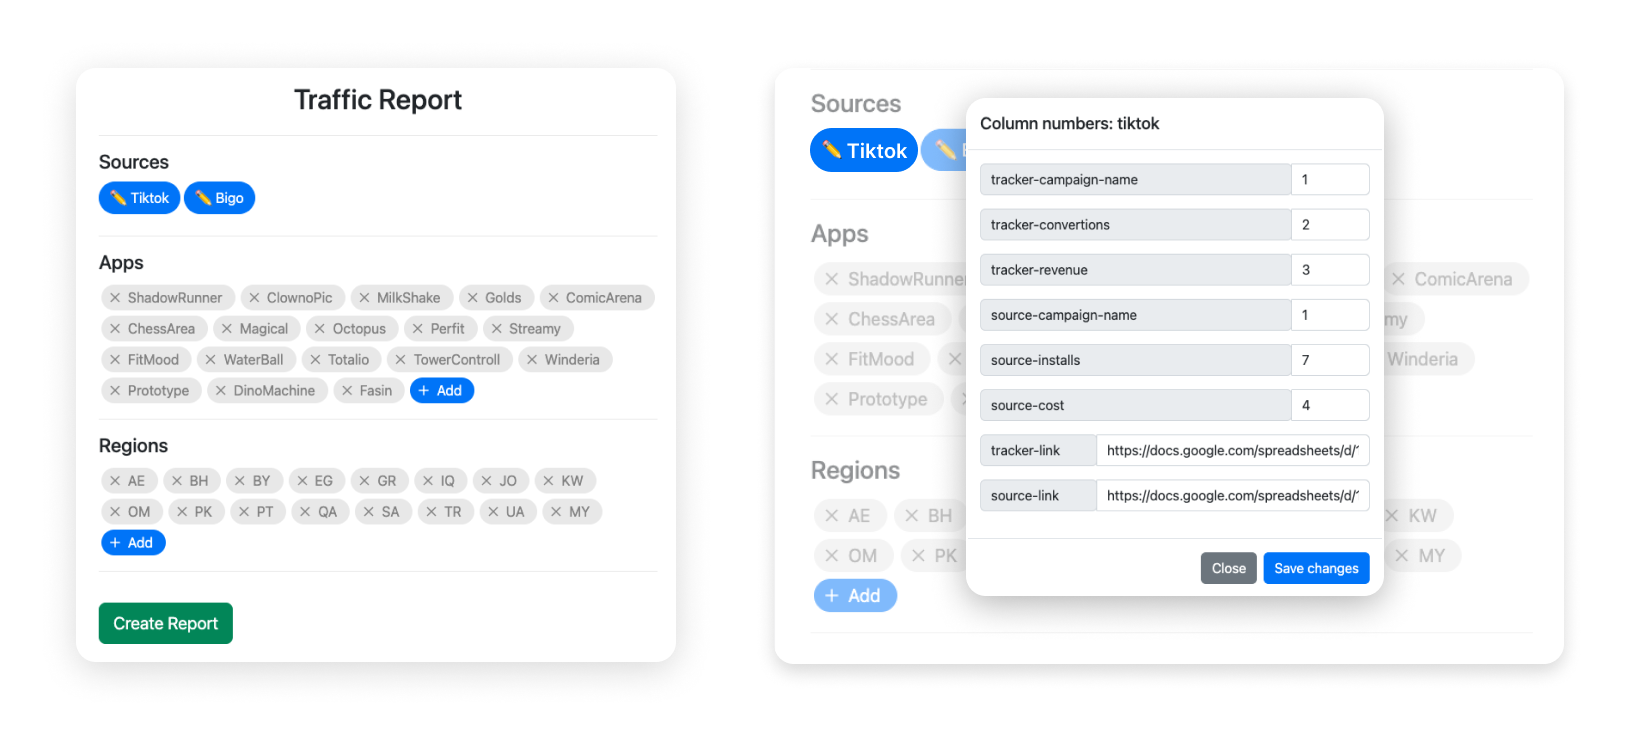 Traffic Report
Sources
✏️ Tiktok ✏️ Bigo
Apps
× ShadowRunner × ClownoPic × MilkShake × Golds × ComicArena
× ChessArea × Magical × Octopus × Perfit × Streamy
× FitMood × WaterBall × Totalio × TowerControll × Winderia
× Prototype × DinoMachine × Fasin + Add
Regions
× AE × BH × BY × EG × GR × IQ × JO × KW
× OM × PK × PT × QA × SA × TR × UA × MY
+ Add
Create Report
Sources
✏️ Tiktok
Apps
× ShadowRunner × ComicArena
× ChessArea
× FitMood × Winderia
× Prototype
Regions
× AE × BH × KW
× OM × PK × MY
+ Add
Column numbers: tiktok
tracker-campaign-name 1
tracker-convertions 2
tracker-revenue 3
source-campaign-name 1
source-installs 7
source-cost 4
tracker-link https://docs.google.com/spreadsheets/d/
source-link https://docs.google.com/spreadsheets/d/
Close Save changes